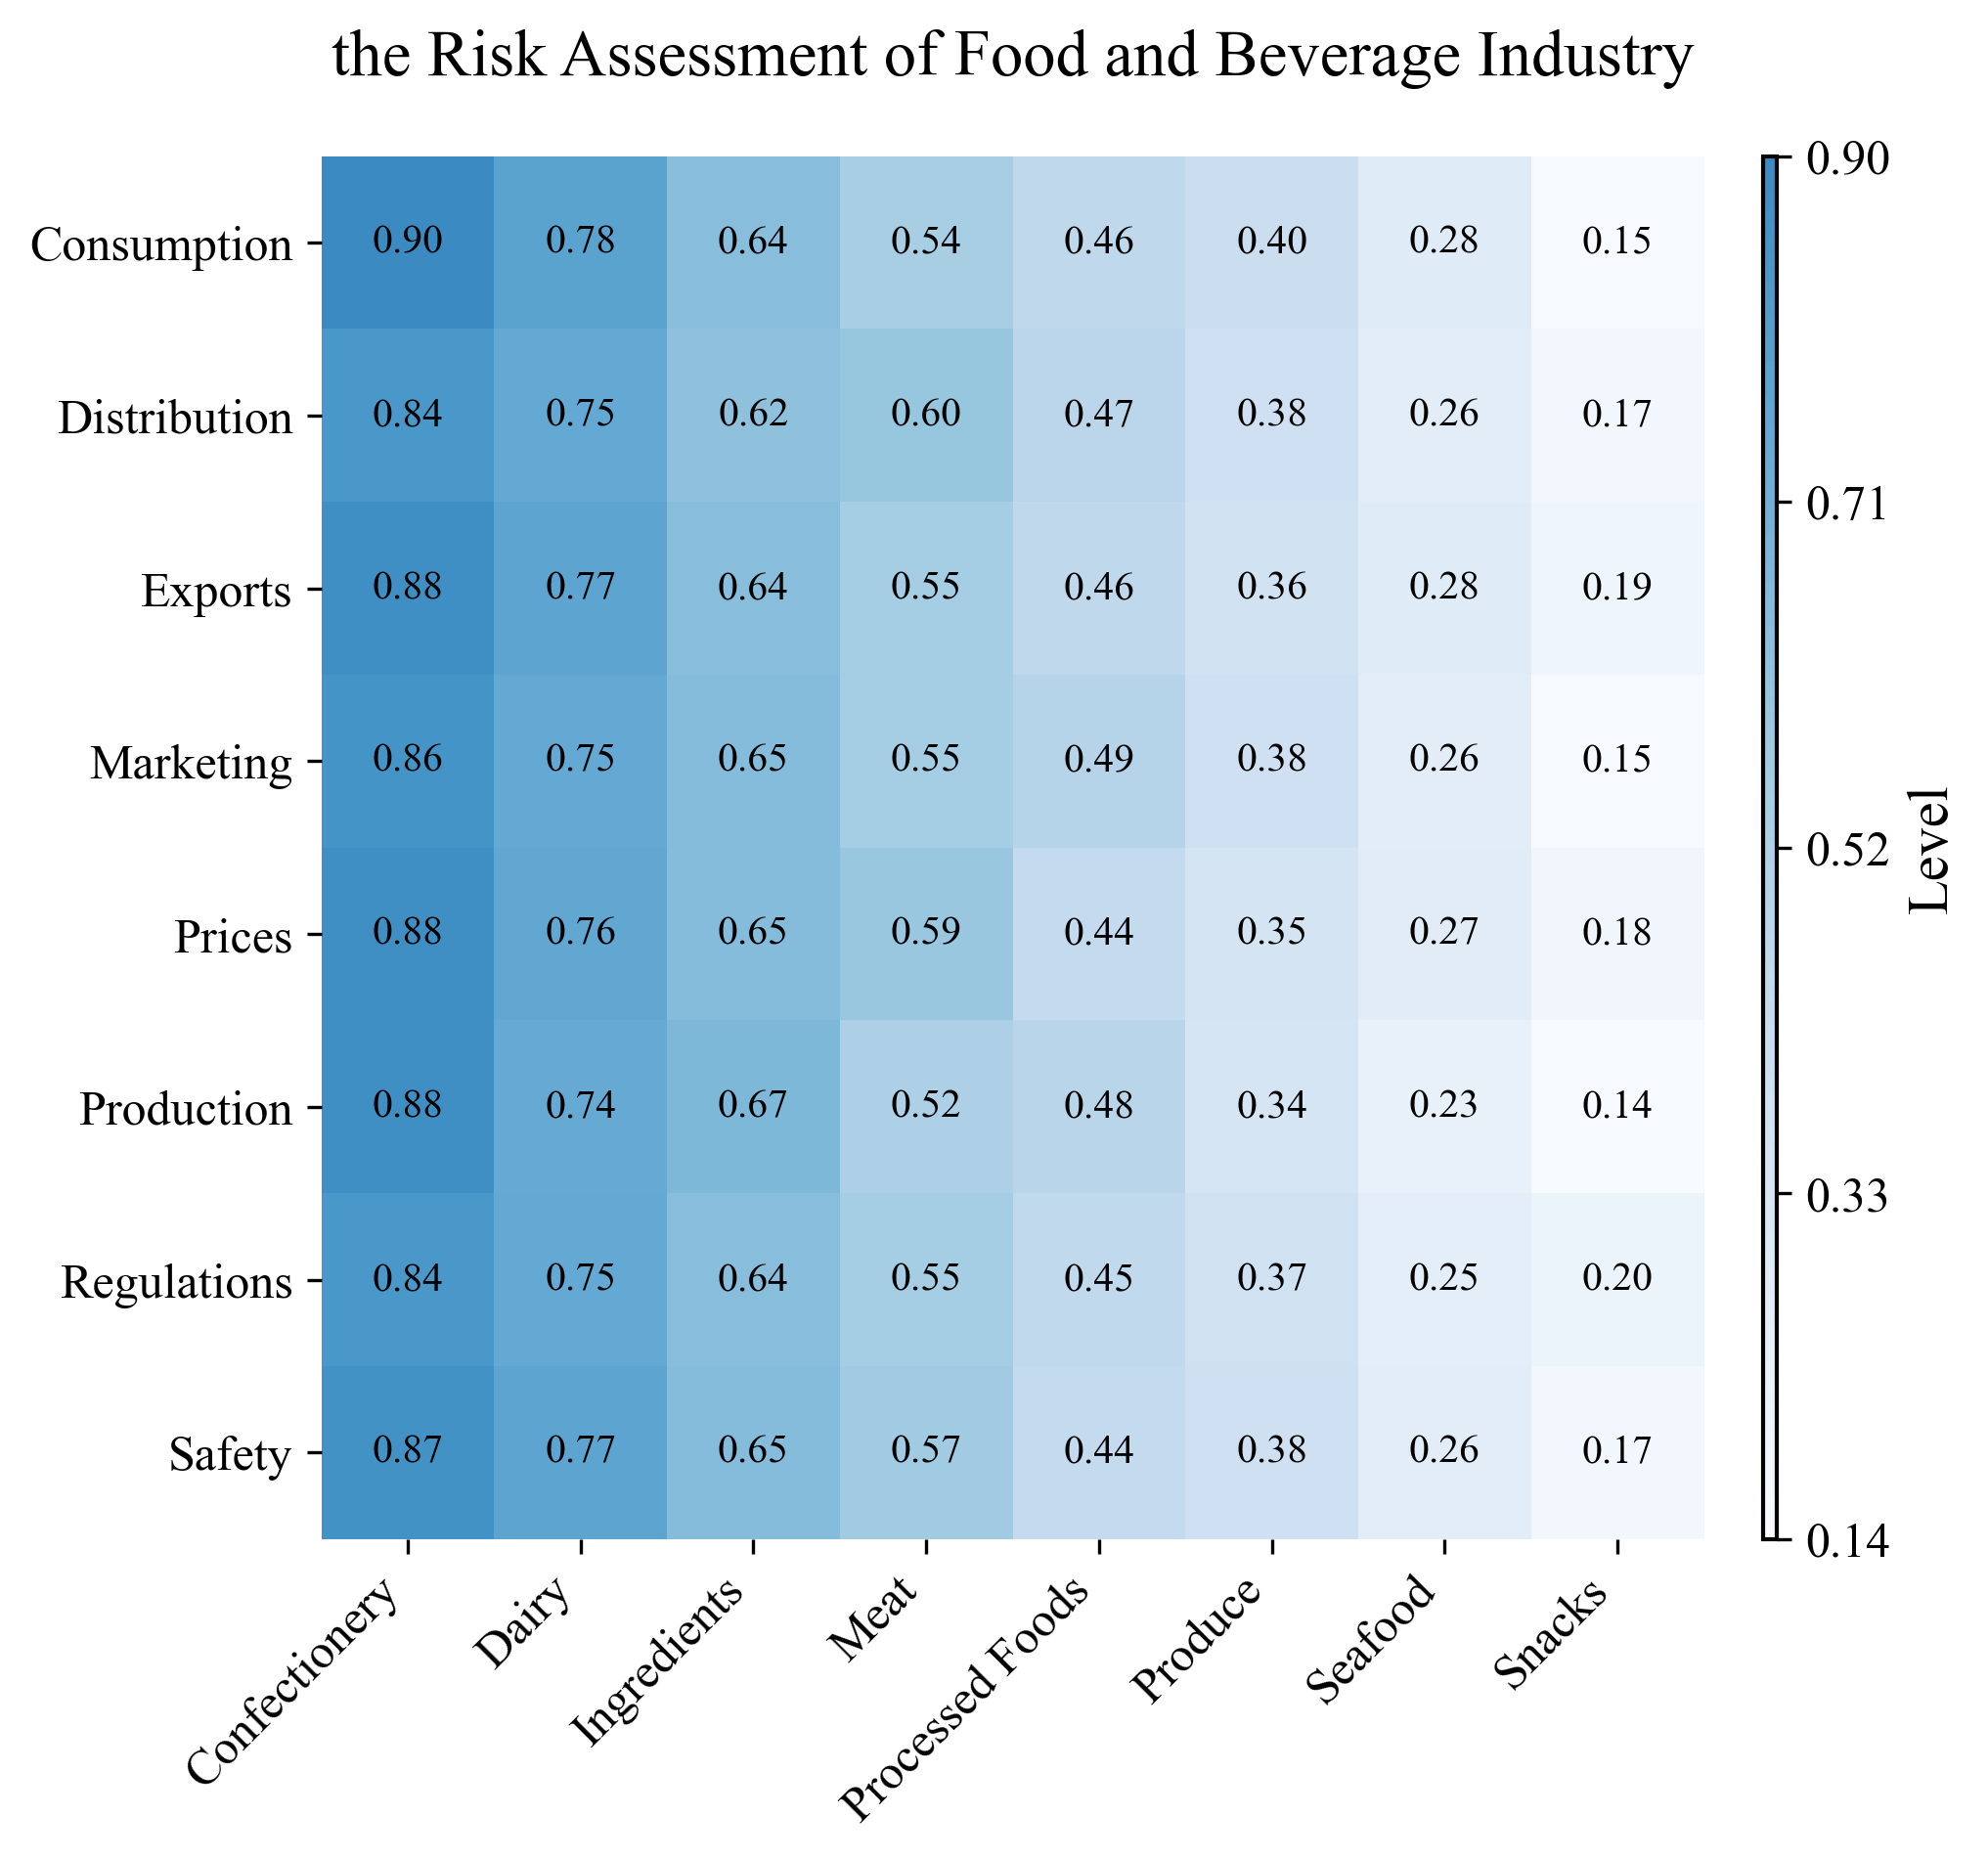 the Risk Assessment of Food and Beverage Industry
Consumption 0.90 0.78 0.64 0.54 0.46 0.40 0.28 0.15
Distribution 0.84 0.75 0.62 0.60 0.47 0.38 0.26 0.17
Exports 0.88 0.77 0.64 0.55 0.46 0.36 0.28 0.19
Marketing 0.86 0.75 0.65 0.55 0.49 0.38 0.26 0.15
Prices 0.88 0.76 0.65 0.59 0.44 0.35 0.27 0.18
Production 0.88 0.74 0.67 0.52 0.48 0.34 0.23 0.14
Regulations 0.84 0.75 0.64 0.55 0.45 0.37 0.25 0.20
Safety 0.87 0.77 0.65 0.57 0.44 0.38 0.26 0.17
Confectionery
Dairy
Ingredients
Meat
Processed Foods
Produce
Seafood
Snacks
0.90
0.71
0.52
0.33
0.14
Level